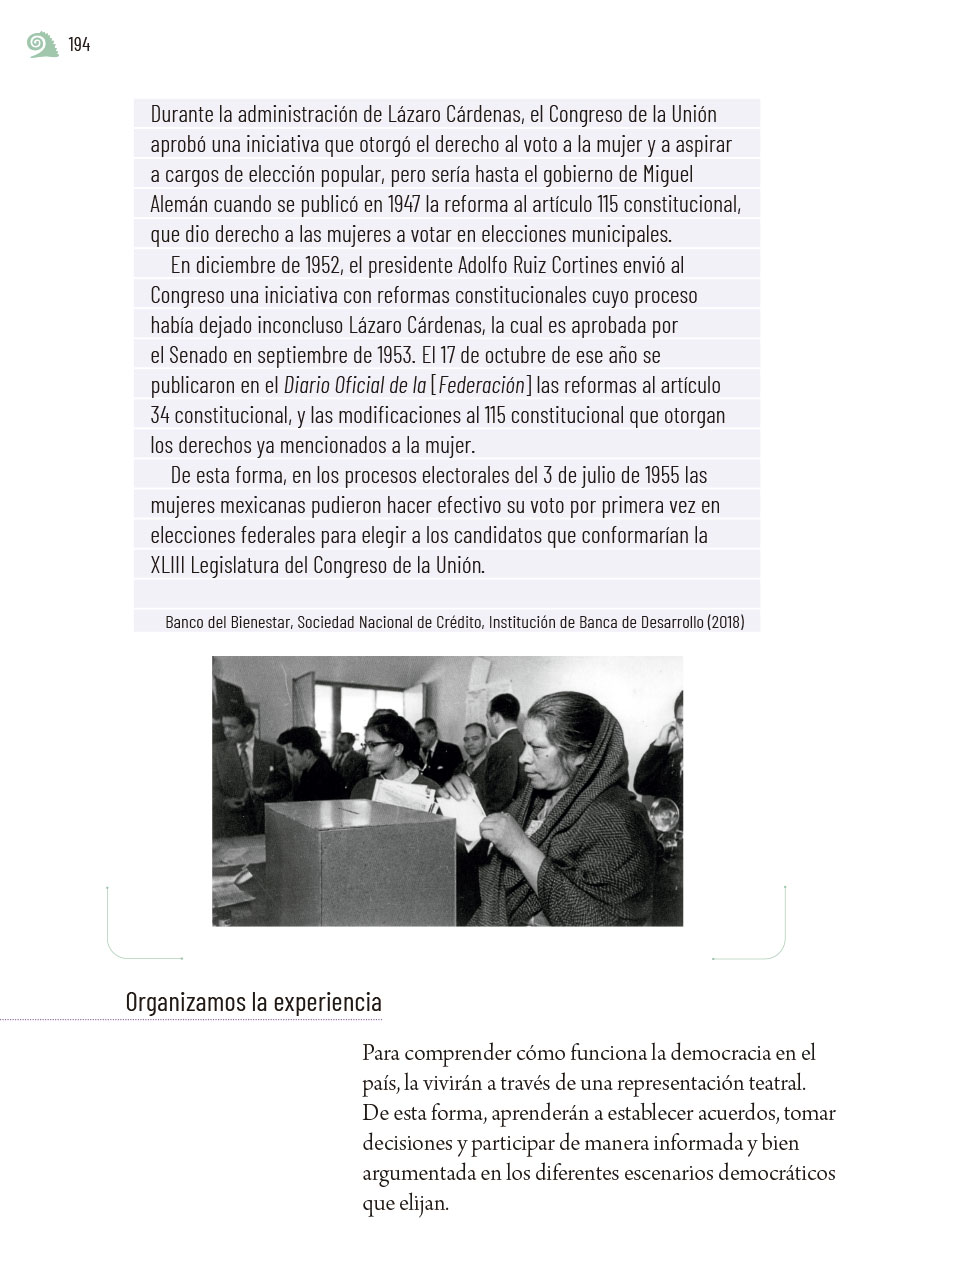 194
Durante la administración de Lázaro Cárdenas, el Congreso de la Unión
aprobó una iniciativa que otorgó el derecho al voto a la mujer y a aspirar
a cargos de elección popular, pero sería hasta el gobierno de Miguel
Alemán cuando se publicó en 1947 la reforma al artículo 115 constitucional,
que dio derecho a las mujeres a votar en elecciones municipales.
En diciembre de 1952, el presidente Adolfo Ruiz Cortines envió al
Congreso una iniciativa con reformas constitucionales cuyo proceso
había dejado inconcluso Lázaro Cárdenas, la cual es aprobada por
el Senado en septiembre de 1953. El 17 de octubre de ese año se
publicaron en el Diario Oficial de la [Federación] las reformas al artículo
34 constitucional, y las modificaciones al 115 constitucional que otorgan
los derechos ya mencionados a la mujer.
De esta forma, en los procesos electorales del 3 de julio de 1955 las
mujeres mexicanas pudieron hacer efectivo su voto por primera vez en
elecciones federales para elegir a los candidatos que conformarían la
XLIII Legislatura del Congreso de la Unión.
Banco del Bienestar, Sociedad Nacional de Crédito, Institución de Banca de Desarrollo (2018)
Organizamos la experiencia
Para comprender cómo funciona la democracia en el
país, la vivirán a través de una representación teatral.
De esta forma, aprenderán a establecer acuerdos, tomar
decisiones y participar de manera informada y bien
argumentada en los diferentes escenarios democráticos
que elijan.